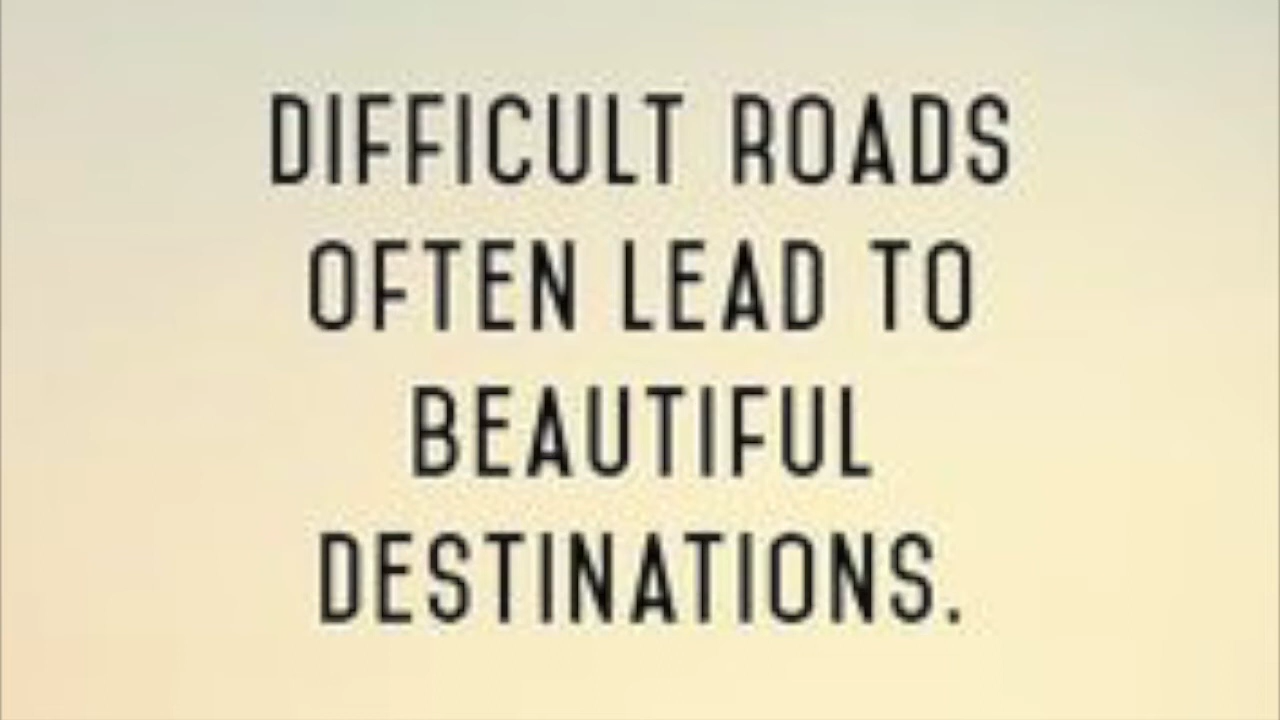 DIFFICULT ROADS
OFTEN LEAD TO
BEAUTIFUL
DESTINATIONS.